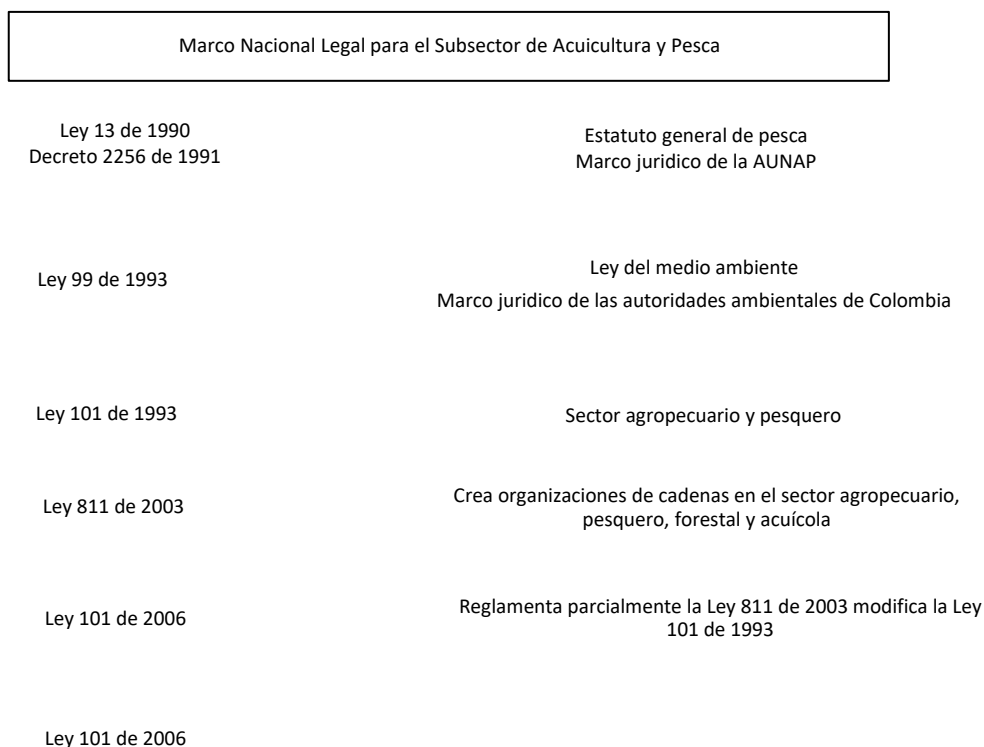 Marco Nacional Legal para el Subsector de Acuicultura y Pesca
Ley 13 de 1990
Decreto 2256 de 1991
Estatuto general de pesca
Marco juridico de la AUNAP
Ley 99 de 1993
Ley del medio ambiente
Marco juridico de las autoridades ambientales de Colombia
Ley 101 de 1993
Sector agropecuario y pesquero
Ley 811 de 2003
Crea organizaciones de cadenas en el sector agropecuario,
pesquero, forestal y acuícola
Ley 101 de 2006
Reglamenta parcialmente la Ley 811 de 2003 modifica la Ley
101 de 1993
Ley 101 de 2006